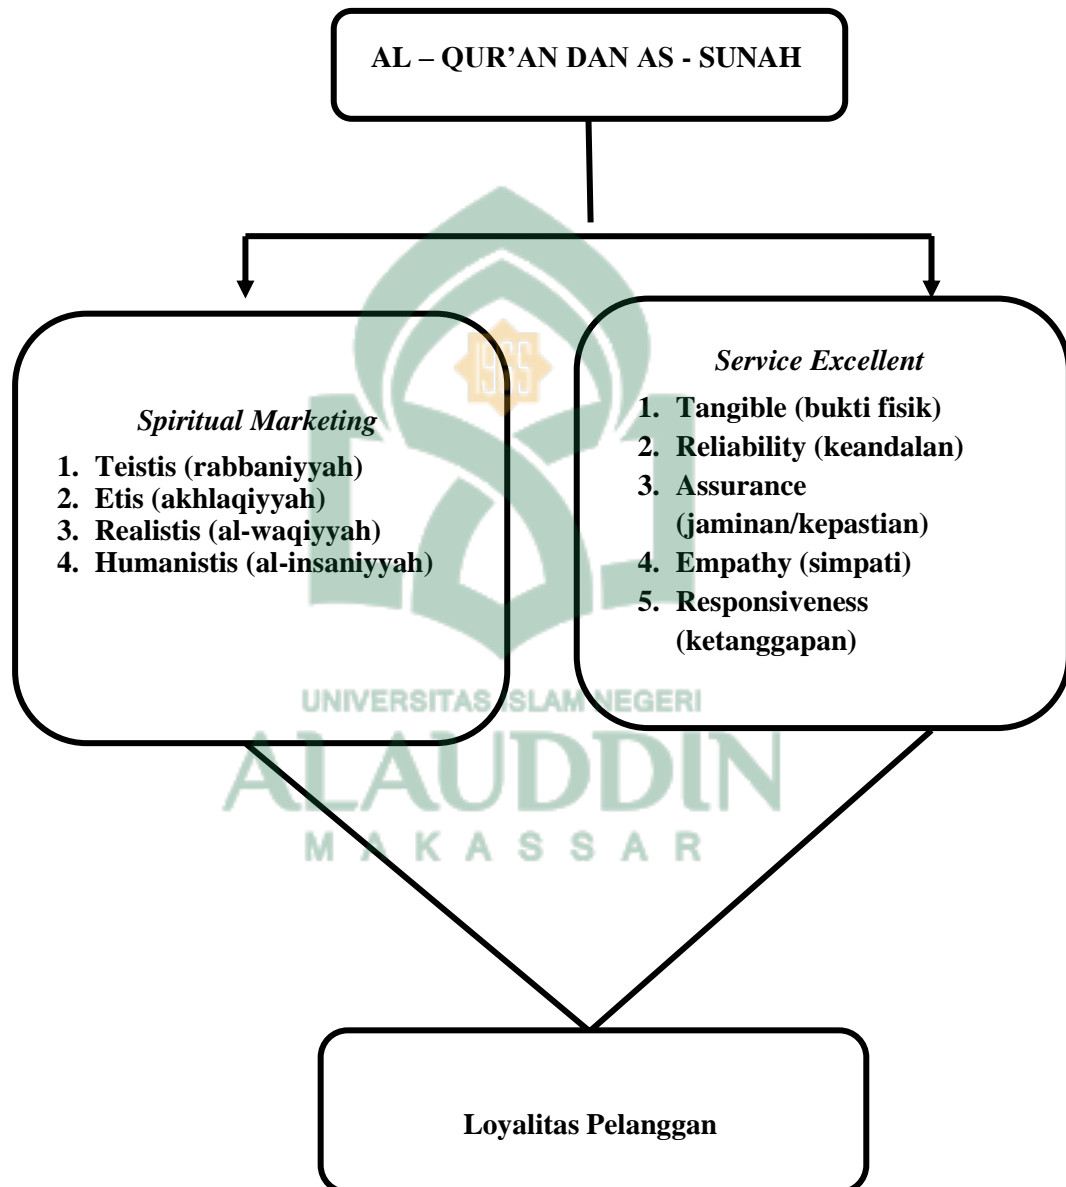 AL – QUR’AN DAN AS - SUNAH
Spiritual Marketing
1. Teistis (rabbaniyyah)
2. Etis (akhlaqiyyah)
3. Realistis (al-waqiyyah)
4. Humanistis (al-insaniyyah)
Service Excellent
1. Tangible (bukti fisik)
2. Reliability (keandalan)
3. Assurance
(jaminan/kepastian)
4. Empathy (simpati)
5. Responsiveness
(ketanggapan)
1965
UNIVERSITAS ISLAM NEGERI
ALAUDDIN
MAKASSAR
Loyalitas Pelanggan